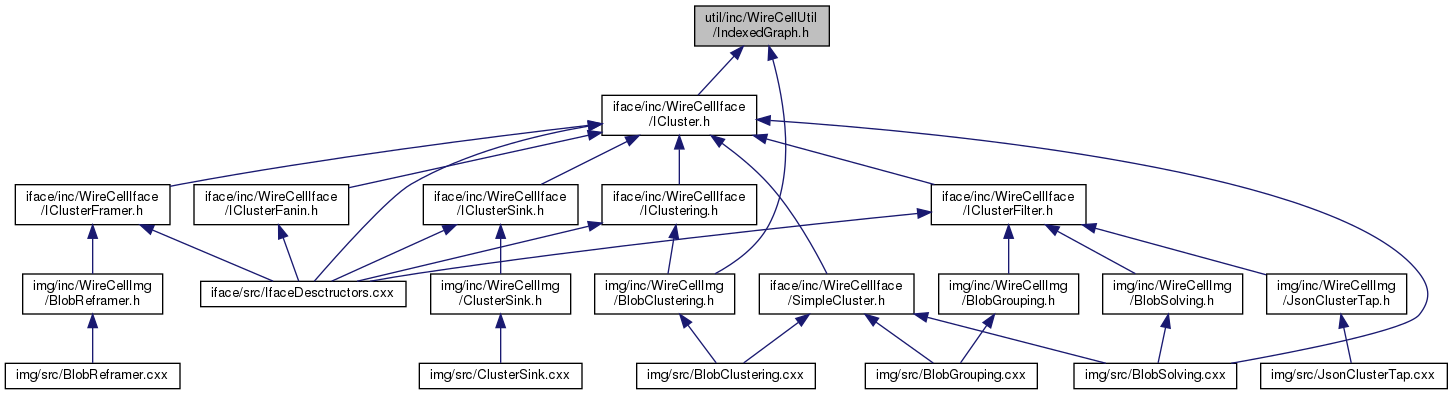 util/inc/WireCellUtil
/IndexedGraph.h
iface/inc/WireCellIface
/ICluster.h
iface/inc/WireCellIface
/IClusterFramer.h
iface/inc/WireCellIface
/IClusterFanin.h
iface/inc/WireCellIface
/IClusterSink.h
iface/inc/WireCellIface
/IClustering.h
iface/inc/WireCellIface
/IClusterFilter.h
img/inc/WireCellImg
/BlobReframer.h
iface/src/IfaceDesctructors.cxx
img/inc/WireCellImg
/ClusterSink.h
img/inc/WireCellImg
/BlobClustering.h
iface/inc/WireCellIface
/SimpleCluster.h
img/inc/WireCellImg
/BlobGrouping.h
img/inc/WireCellImg
/BlobSolving.h
img/inc/WireCellImg
/JsonClusterTap.h
img/src/BlobReframer.cxx
img/src/ClusterSink.cxx
img/src/BlobClustering.cxx
img/src/BlobGrouping.cxx
img/src/BlobSolving.cxx
img/src/JsonClusterTap.cxx